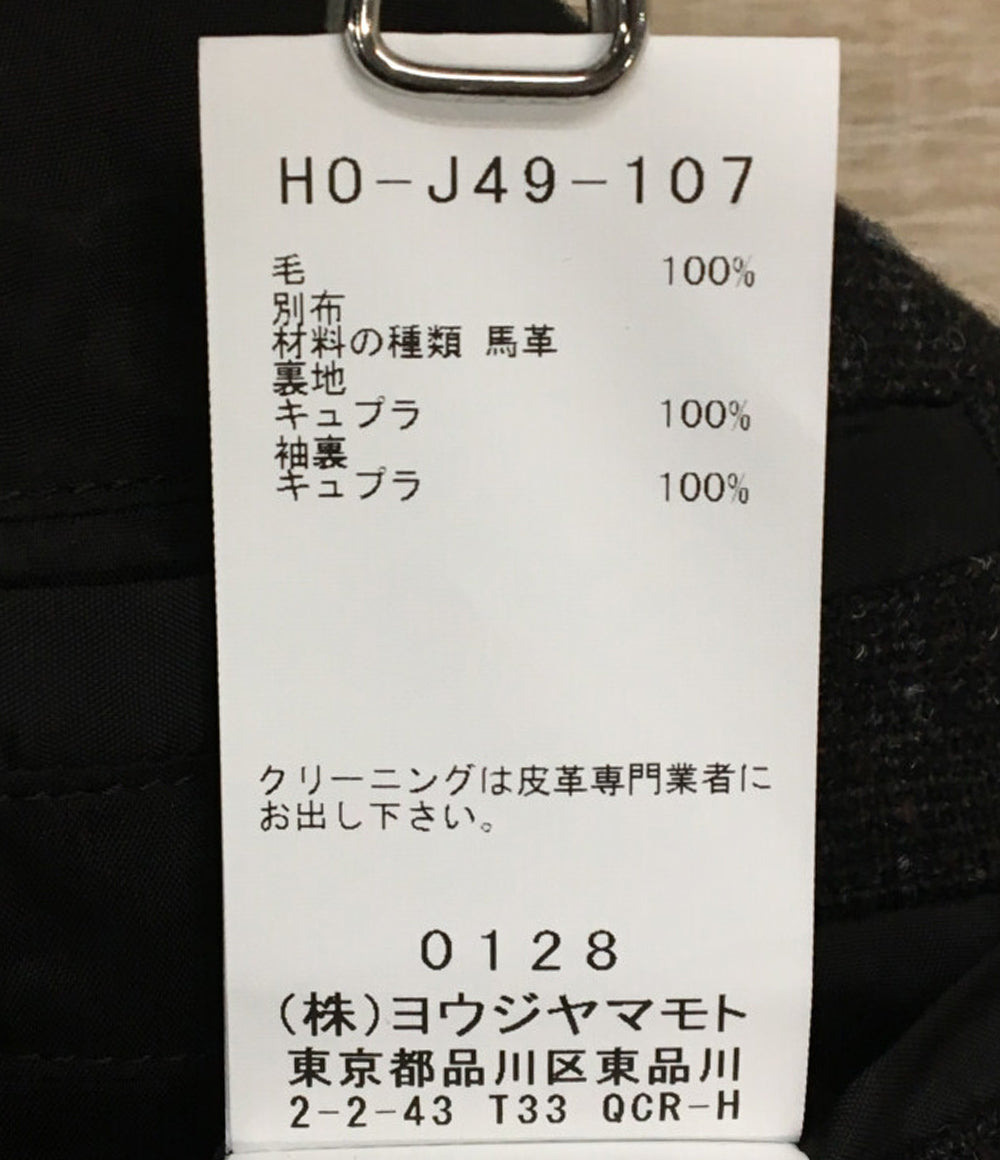 HO-J49-107
毛 100%
別布
材料の種類 馬革
裏地
キュプラ 100%
袖裏
キュプラ 100%
クリーニングは皮革専門業者に
お出し下さい。
0128
(株)ヨウジヤマモト
東京都品川区東品川
2-2-43 T33 QCR-H